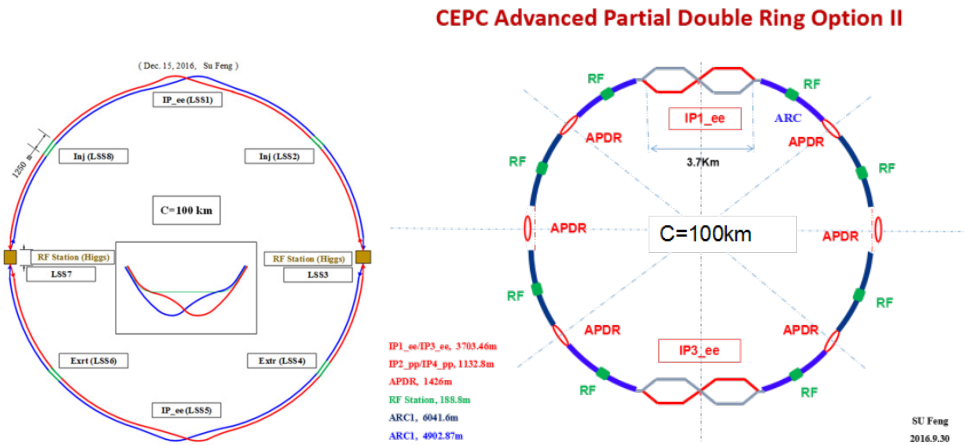 CEPC Advanced Partial Double Ring Option II
( Dec. 15, 2016, Su Feng )
IP_ee (LSS1)
1250 m
Inj (LSS8)
Inj (LSS2)
C=100 km
RF Station (Higgs)
LSS7
RF Station (Higgs)
LSS3
Exrt (LSS6)
Extr (LSS4)
IP_ee (LSS5)
RF
RF
IP1_ee
ARC
APDR
APDR
3.7Km
RF
RF
APDR
C=100km
APDR
RF
RF
APDR
APDR
IP3_ee
RF
RF
IP1_ee/IP3_ee, 3703.46m
IP2_pp/IP4_pp, 1132.8m
APDR, 1426m
RF Station, 188.8m
ARC1, 6041.6m
ARC1, 4902.87m
SU Feng
2016.9.30